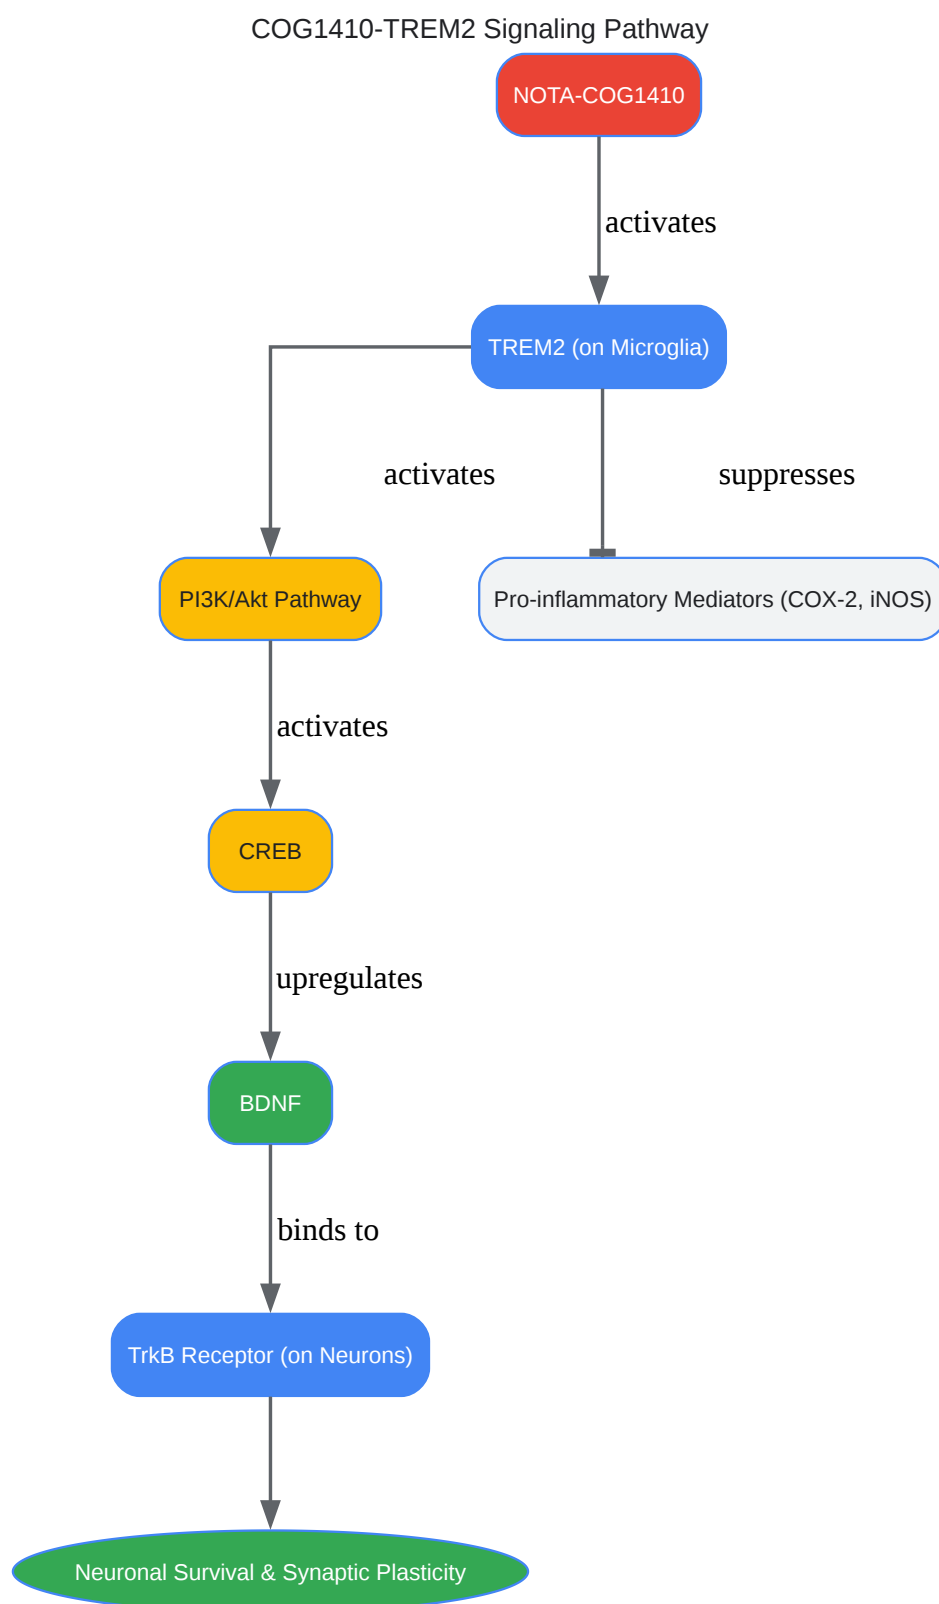 COG1410-TREM2 Signaling Pathway
NOTA-COG1410
activates
TREM2 (on Microglia)
activates
suppresses
PI3K/Akt Pathway
Pro-inflammatory Mediators (COX-2, iNOS)
activates
CREB
upregulates
BDNF
binds to
TrkB Receptor (on Neurons)
Neuronal Survival & Synaptic Plasticity